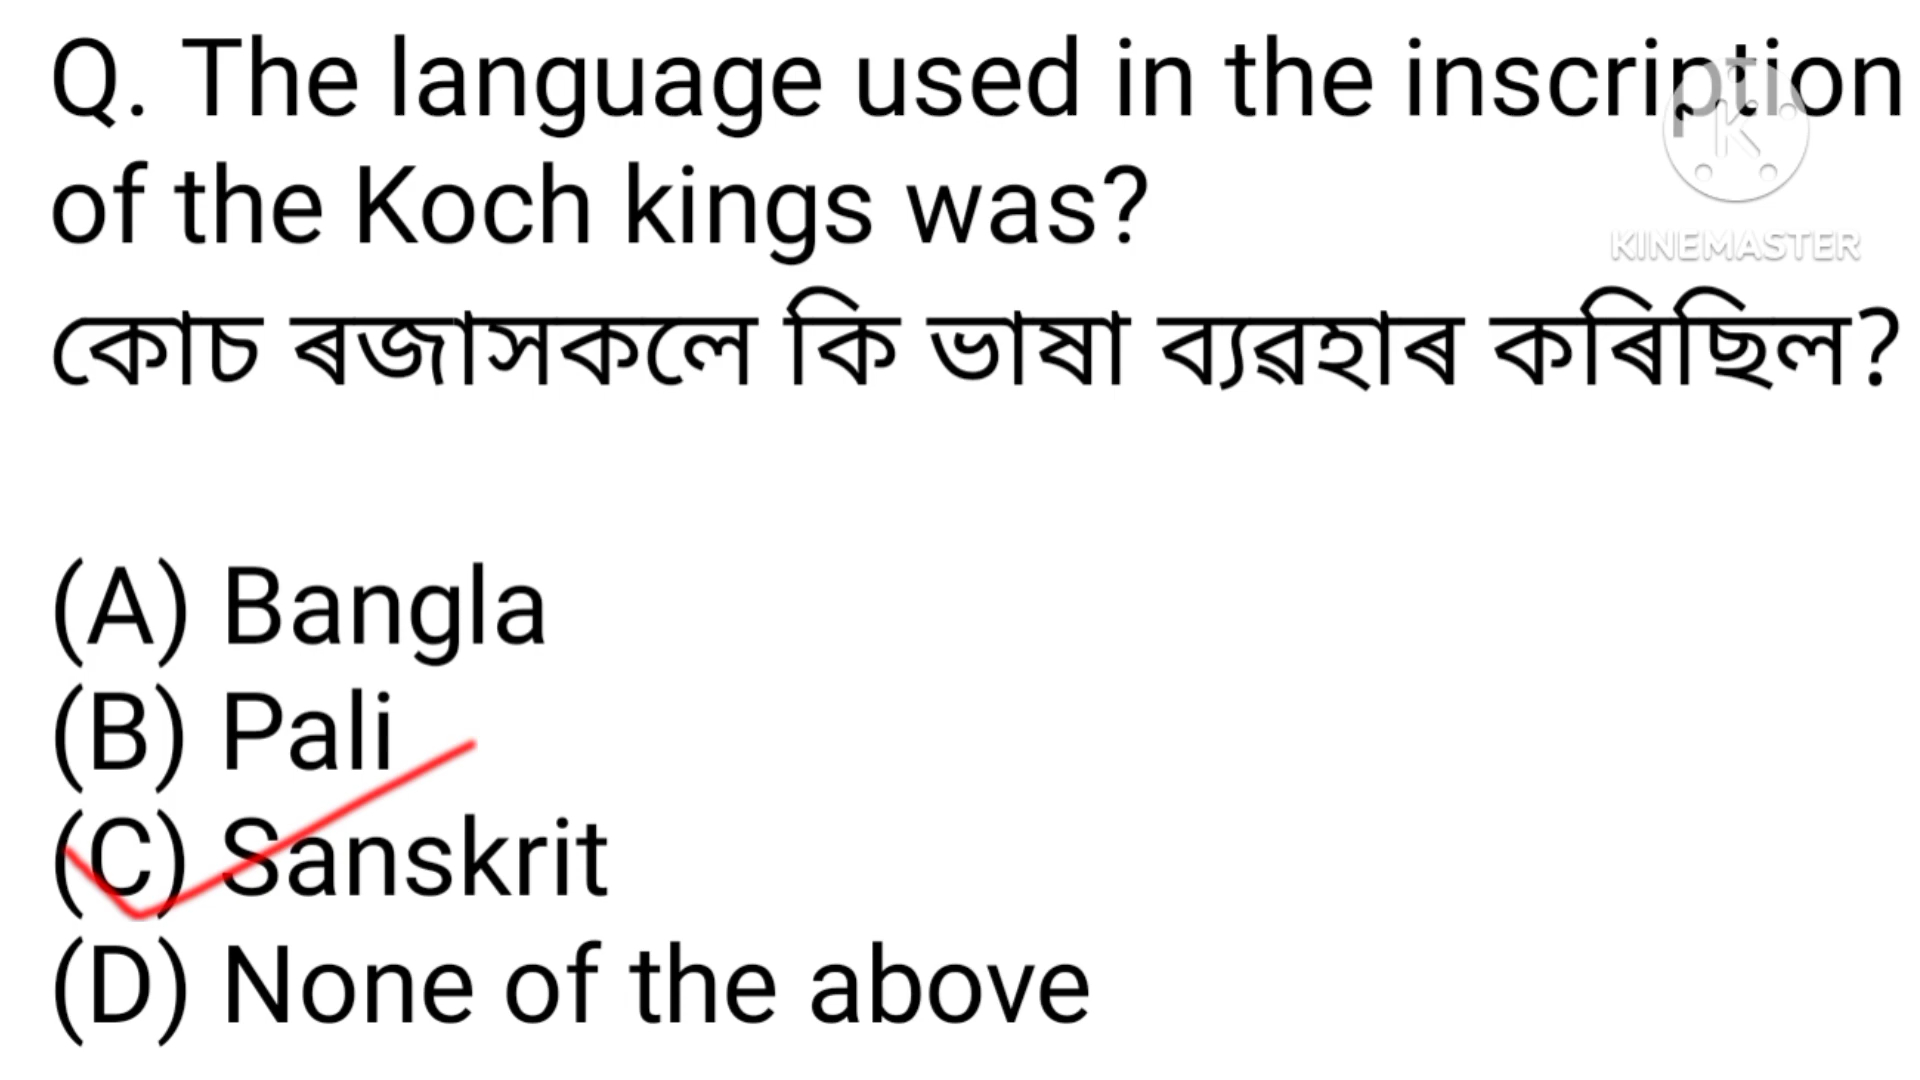 Q. The language used in the inscription
of the Koch kings was?
কোচ ৰজাসকলে কি ভাষা ব্যৱহাৰ কৰিছিল?
(A) Bangla
(B) Pali
(C) Sanskrit
(D) None of the above
K
KINEMASTER